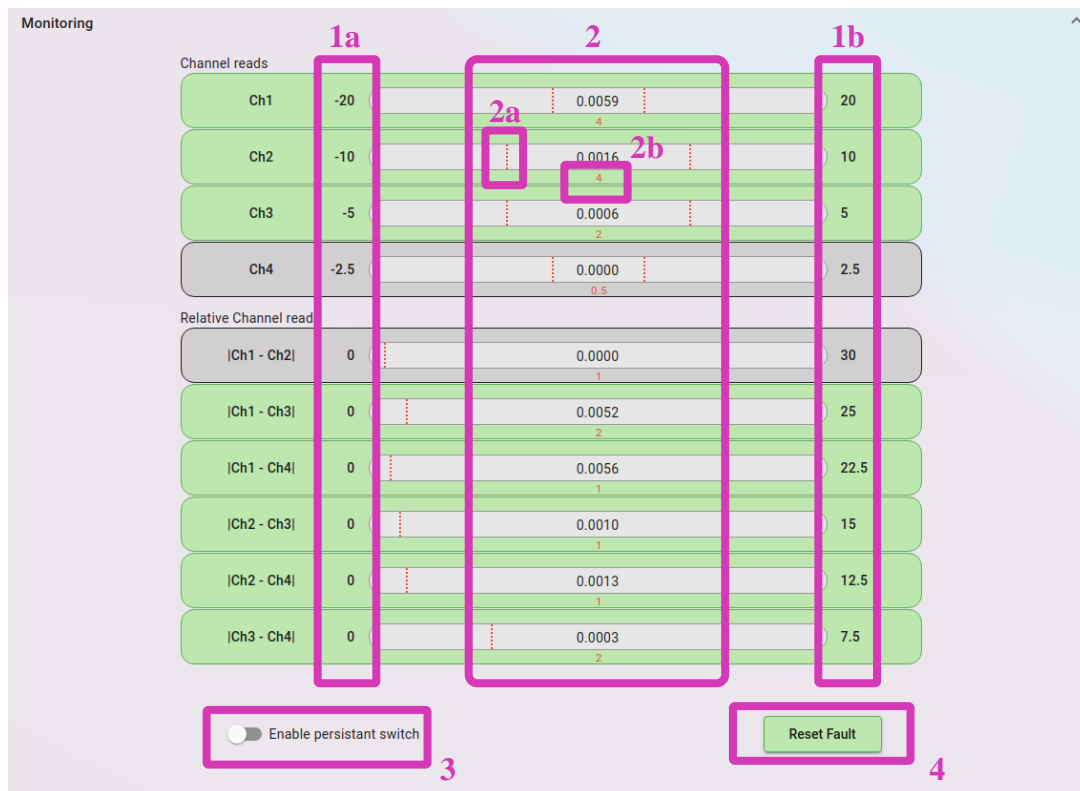 Monitoring
1a 2 1b
Channel reads
Ch1 -20 0.0059 20
4
2a
Ch2 -10 0.0016 10
2b
4
Ch3 -5 0.0006 5
2
Ch4 -2.5 0.0000 2.5
0.5
Relative Channel read
|Ch1 - Ch2| 0 0.0000 30
1
|Ch1 - Ch3| 0 0.0052 25
2
|Ch1 - Ch4| 0 0.0056 22.5
1
|Ch2 - Ch3| 0 0.0010 15
1
|Ch2 - Ch4| 0 0.0013 12.5
1
|Ch3 - Ch4| 0 0.0003 7.5
2
Enable persistant switch Reset Fault
3 4